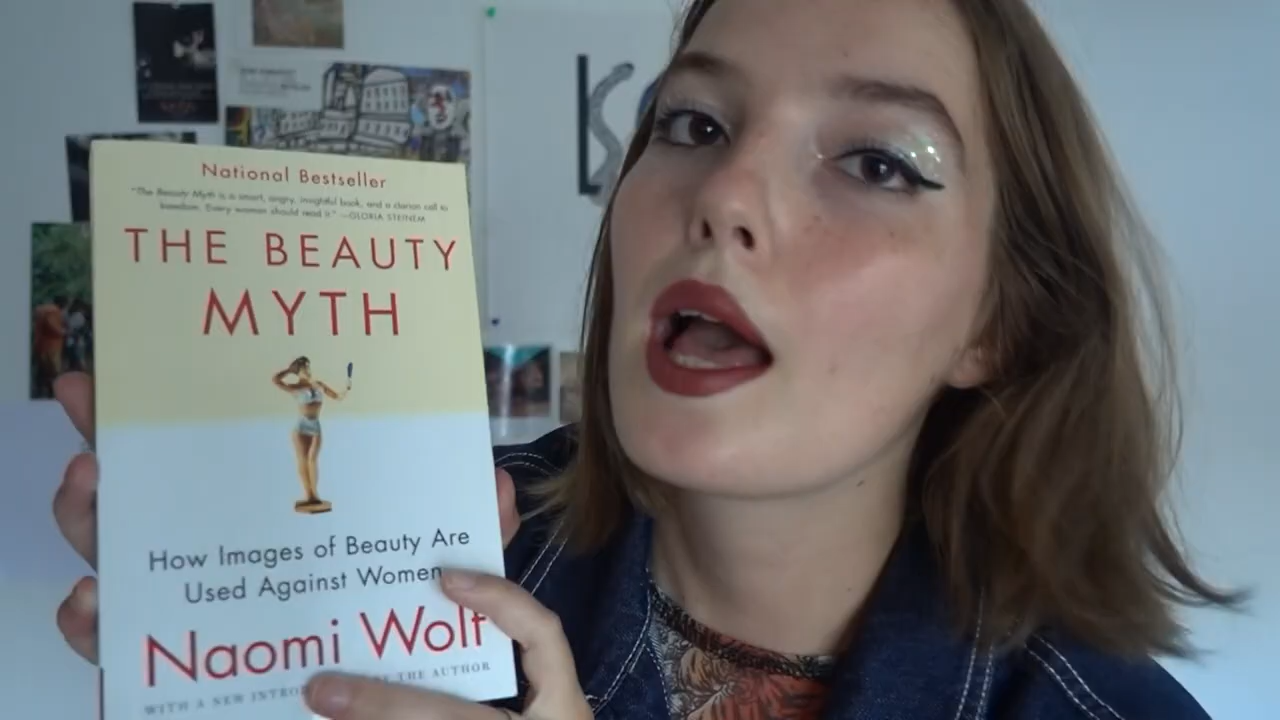 National Bestseller
"The Beauty Myth is a smart, angry, insightful book, and a clarion call to
freedom. Every woman should read it." —GLORIA STEINEM
THE BEAUTY
MYTH
How Images of Beauty Are
Used Against Women
Naomi Wolf
WITH A NEW THE AUTHOR